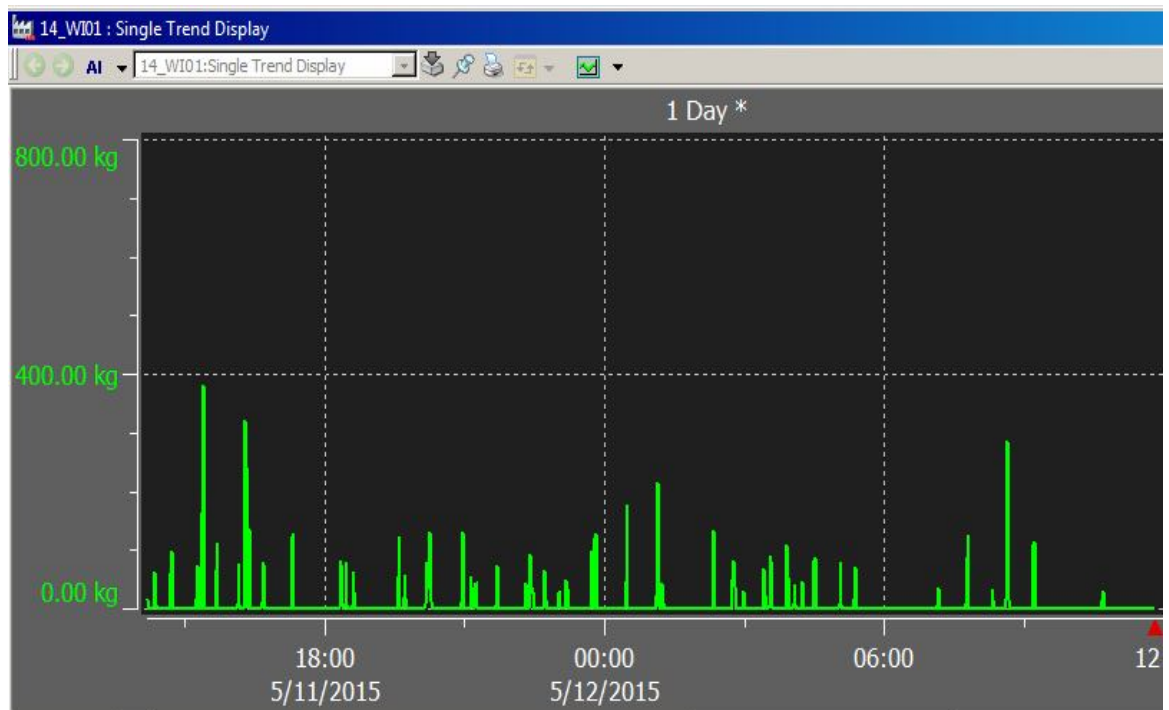 14_WI01 : Single Trend Display
AI 14_WI01:Single Trend Display
1 Day *
800.00 kg
400.00 kg
0.00 kg
18:00 00:00 06:00 12
5/11/2015 5/12/2015